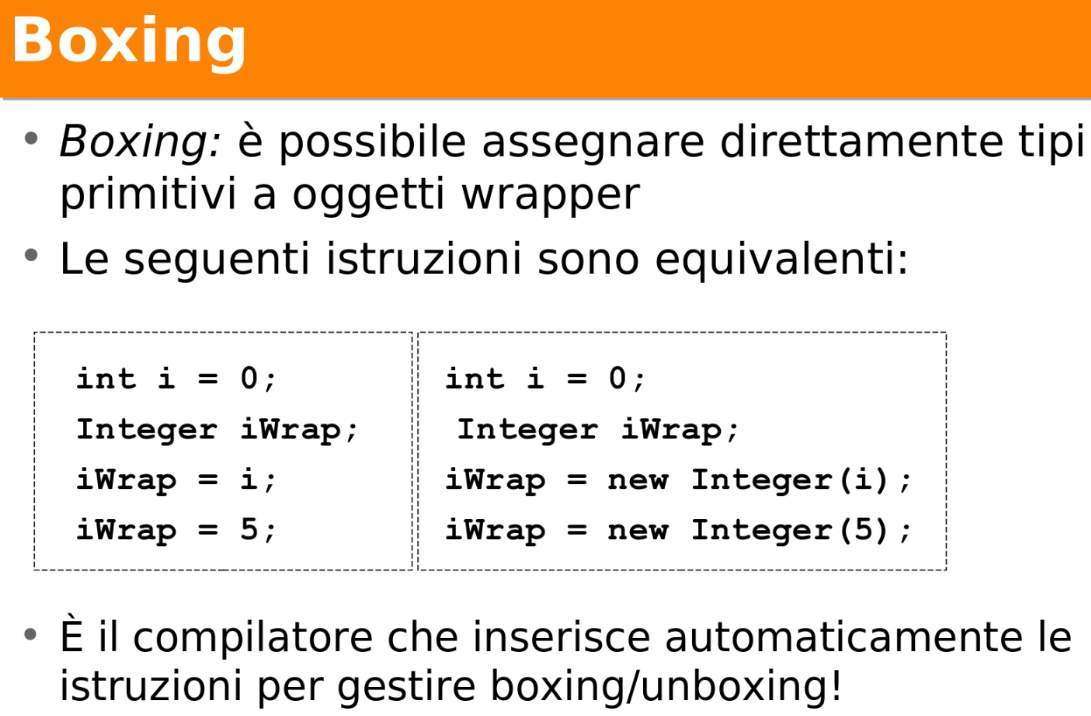 Boxing
• Boxing: è possibile assegnare direttamente tipi
primitivi a oggetti wrapper
• Le seguenti istruzioni sono equivalenti:
int i = 0;
Integer iWrap;
iWrap = i;
iWrap = 5;
int i = 0;
Integer iWrap;
iWrap = new Integer(i);
iWrap = new Integer(5);
• È il compilatore che inserisce automaticamente le
istruzioni per gestire boxing/unboxing!